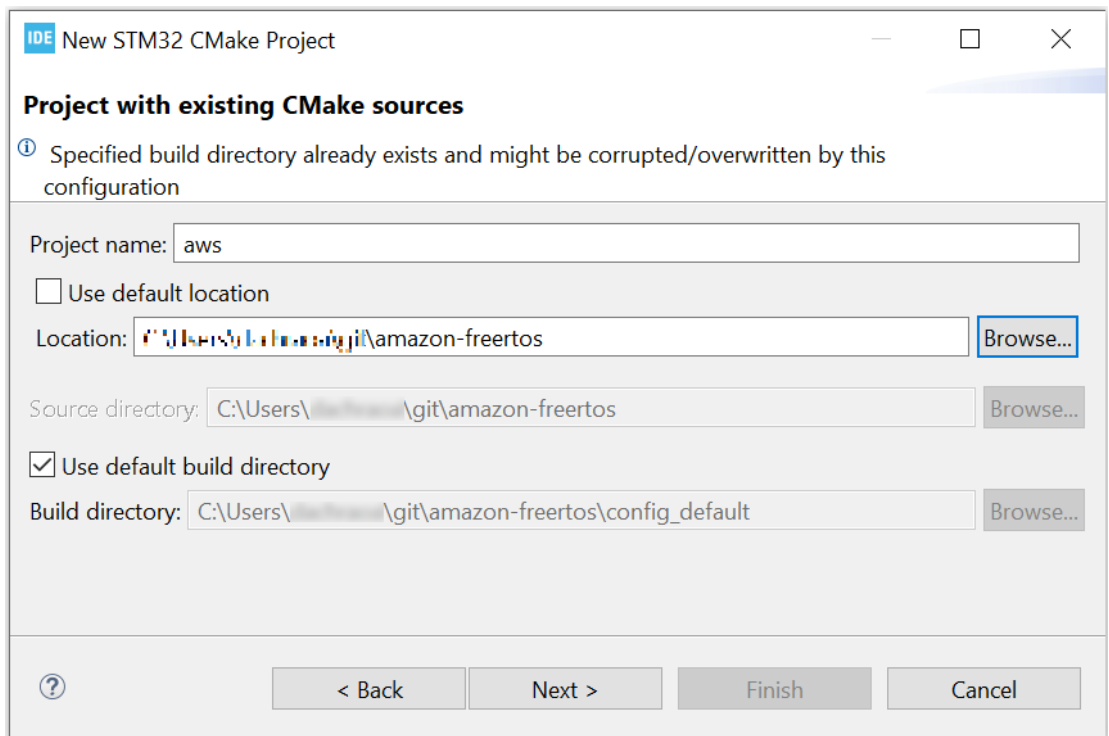 IDE New STM32 CMake Project
Project with existing CMake sources
Specified build directory already exists and might be corrupted/overwritten by this
configuration
Project name: aws
Use default location
Location: \amazon-freertos Browse...
Source directory: C:\Users\ \git\amazon-freertos Browse...
Use default build directory
Build directory: C:\Users\ \git\amazon-freertos\config_default Browse...
? < Back Next > Finish Cancel